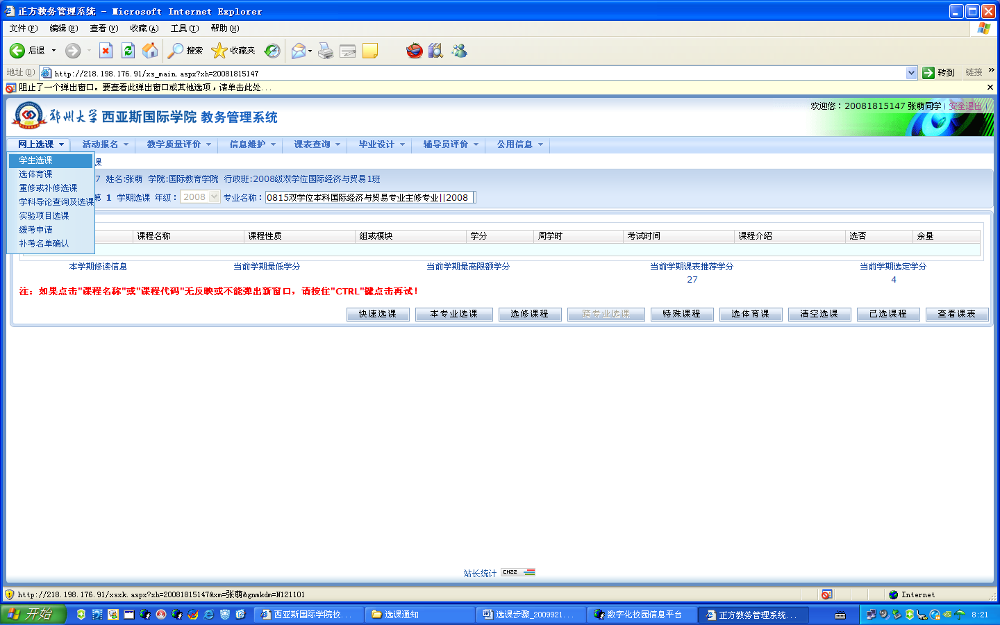 正方教务管理系统 - Microsoft Internet Explorer
文件(F) 编辑(E) 查看(V) 收藏(A) 工具(T) 帮助(H)
后退 搜索 收藏夹
地址(D) http://218.198.176.91/xs_main.aspx?xh=20081815147 转到 链接 »
阻止了一个弹出窗口。要查看此弹出窗口或其他选项，请单击此处...
郑州大学 西亚斯国际学院 教务管理系统
欢迎您：20081815147 张萌同学 | 安全退出 |
网上选课 活动报名 教学质量评价 信息维护 课表查询 毕业设计 辅导员评价 公用信息
学生选课
选体育课
重修或补修选课
学科导论查询及选课
实验项目选课
缓考申请
补考名单确认
课
7 姓名:张萌 学院:国际教育学院 行政班:2008级双学位国际经济与贸易1班
第 1 学期选课 年级： 2008 专业名称： 0815双学位本科国际经济与贸易专业主修专业||2008
课程名称 课程性质 组或模块 学分 周学时 考试时间 课程介绍 选否 余量
本学期修读信息 当前学期最低学分 当前学期最高限额学分 当前学期课表推荐学分 当前学期选定学分
27 4
注：如果点击"课程名称"或"课程代码"无反映或不能弹出新窗口，请按住"CTRL"键点击再试！
快速选课 本专业选课 选修课程 跨专业选课 特殊课程 选体育课 清空选课 已选课程 查看课表
站长统计 CNZZ
http://218.198.176.91/xsxk.aspx?xh=20081815147&xm=张萌&gnmkdm=N121101 Internet
开始 西亚斯国际学院校... 选课通知 选课步骤_2009921... 数字化校园信息平台 正方教务管理系统... 8:21